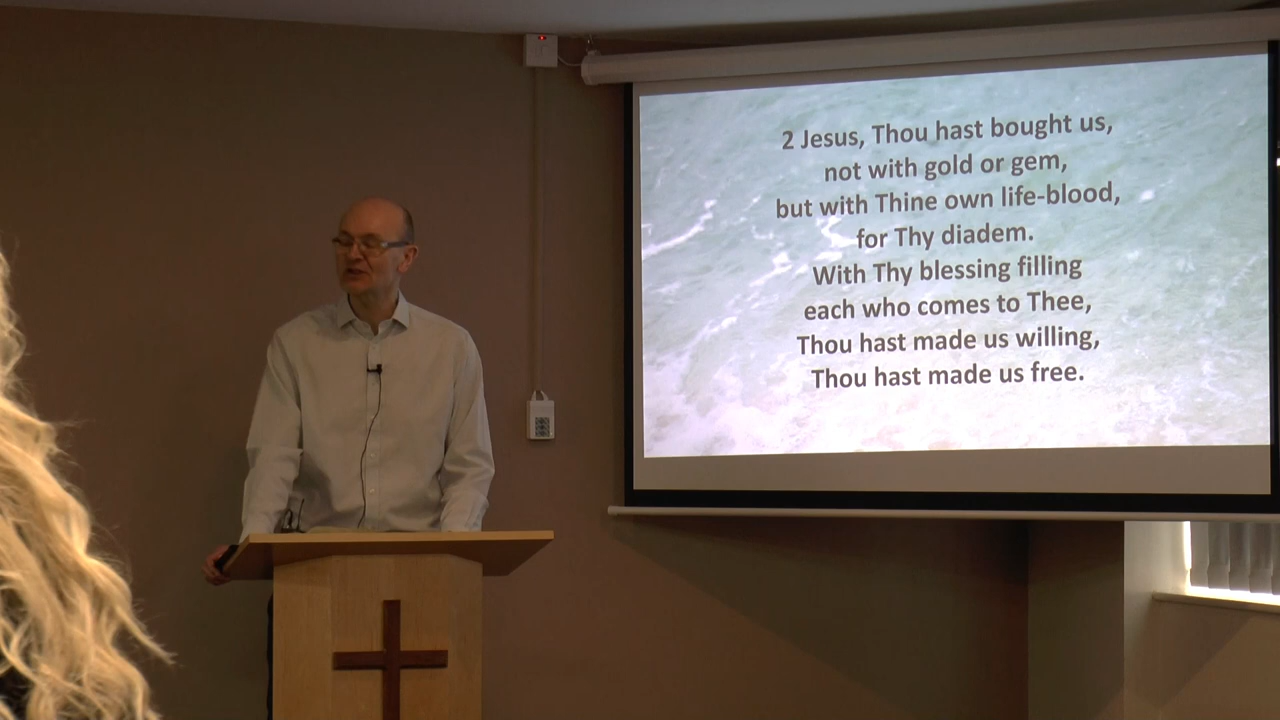 2 Jesus, Thou hast bought us,
not with gold or gem,
but with Thine own life-blood,
for Thy diadem.
With Thy blessing filling
each who comes to Thee,
Thou hast made us willing,
Thou hast made us free.